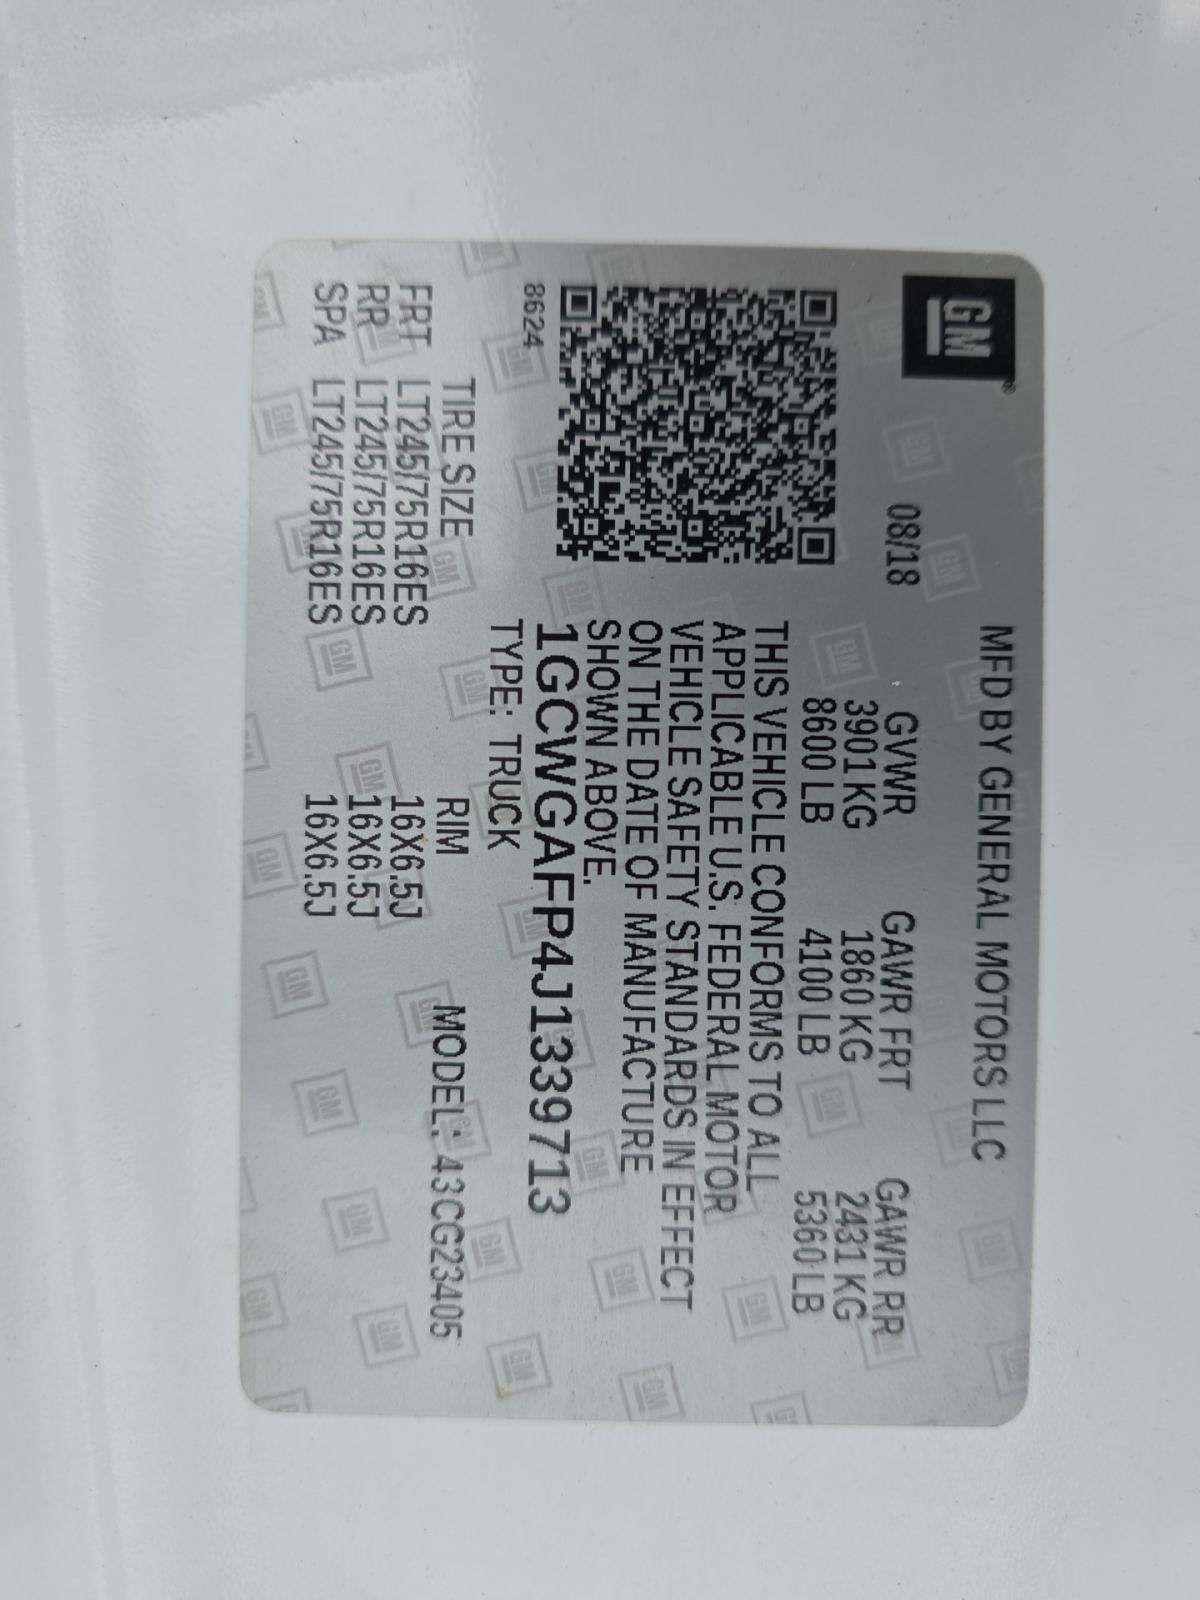 GM
MFD BY GENERAL MOTORS LLC
08/18 GVWR GAWR FRT GAWR RR
3901 KG 1860 KG 2431 KG
8600 LB 4100 LB 5360 LB
THIS VEHICLE CONFORMS TO ALL
APPLICABLE U.S. FEDERAL MOTOR
VEHICLE SAFETY STANDARDS IN EFFECT
ON THE DATE OF MANUFACTURE
SHOWN ABOVE.
8624 1GCWGAFP4J1339713
TYPE: TRUCK
TIRE SIZE RIM MODEL: 43CG23405
FRT LT245/75R16ES 16X6.5J
RR LT245/75R16ES 16X6.5J
SPA LT245/75R16ES 16X6.5J